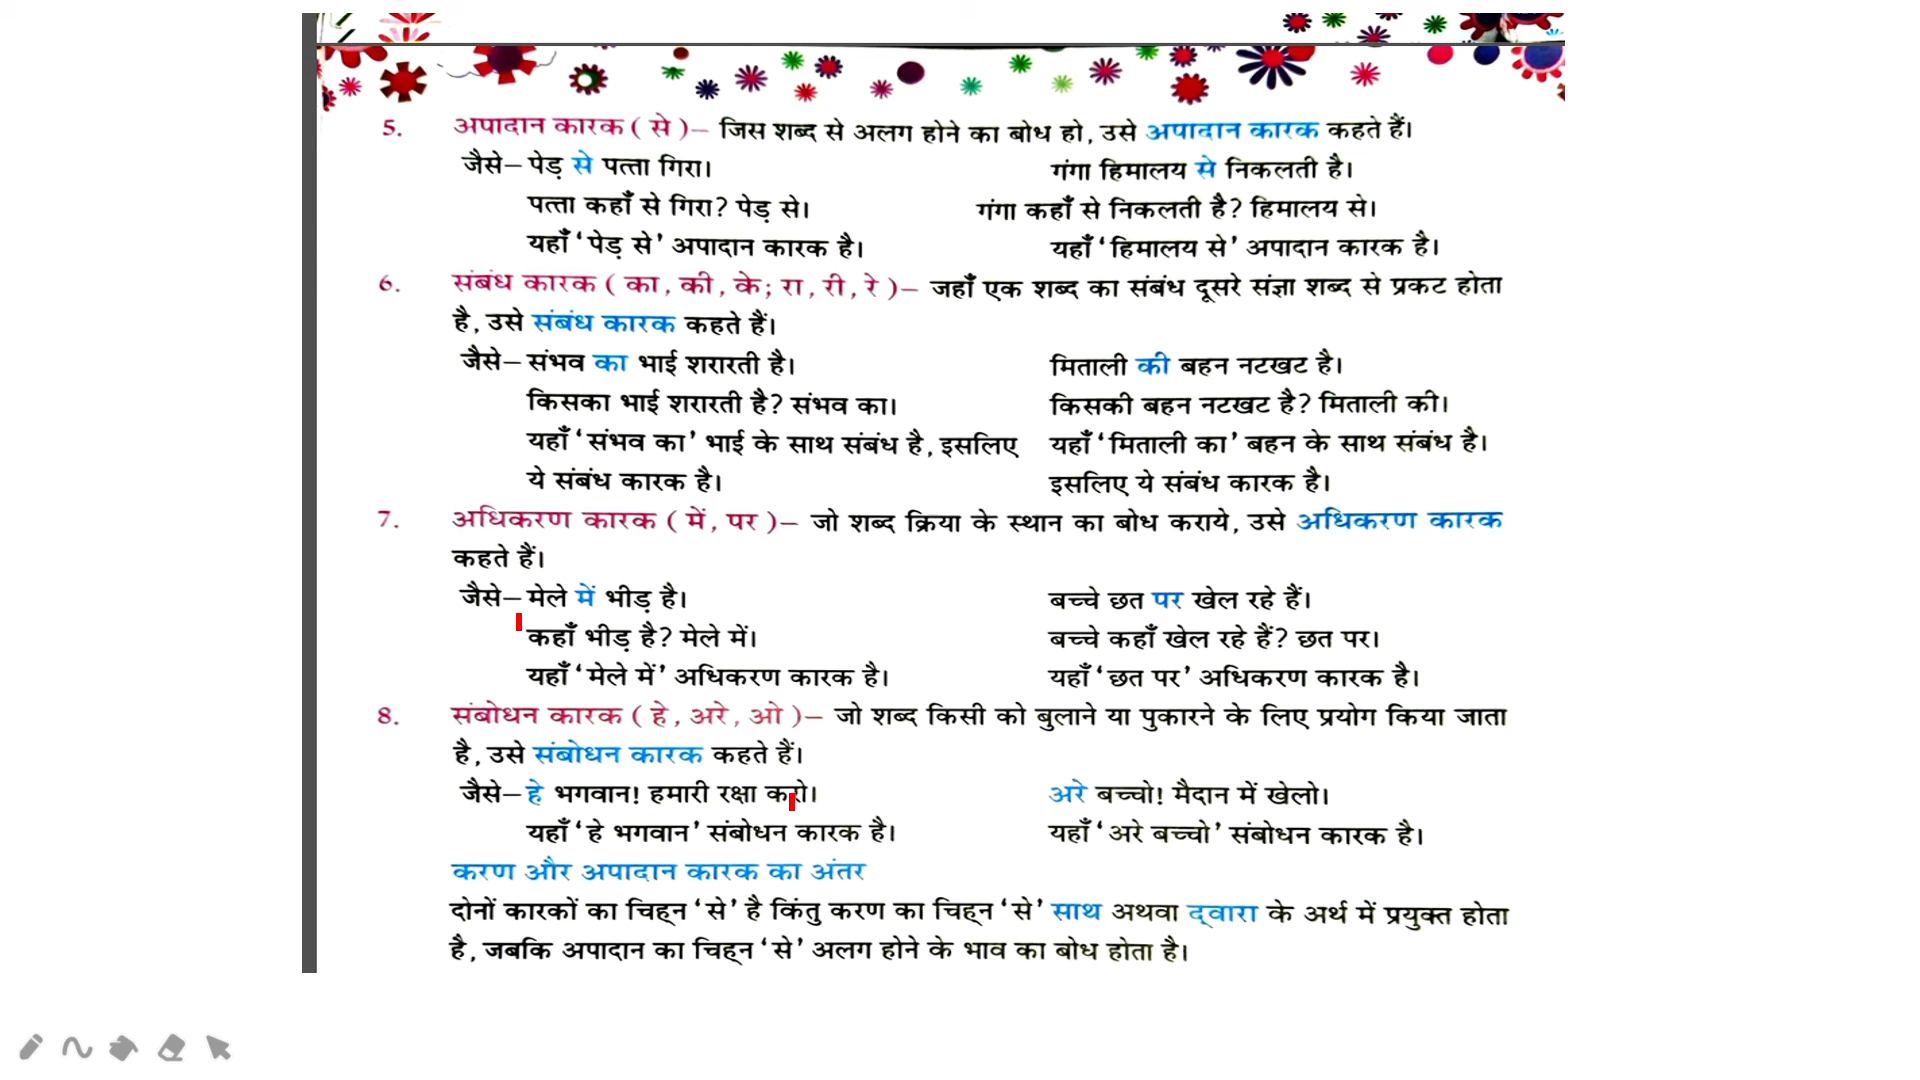 5. अपादान कारक ( से )– जिस शब्द से अलग होने का बोध हो, उसे अपादान कारक कहते हैं।
जैसे– पेड़ से पत्ता गिरा। गंगा हिमालय से निकलती है।
पत्ता कहाँ से गिरा? पेड़ से। गंगा कहाँ से निकलती है? हिमालय से।
यहाँ ‘पेड़ से’ अपादान कारक है। यहाँ ‘हिमालय से’ अपादान कारक है।
6. संबंध कारक ( का, की, के; रा, री, रे )– जहाँ एक शब्द का संबंध दूसरे संज्ञा शब्द से प्रकट होता
है, उसे संबंध कारक कहते हैं।
जैसे– संभव का भाई शरारती है। मिताली की बहन नटखट है।
किसका भाई शरारती है? संभव का। किसकी बहन नटखट है? मिताली की।
यहाँ ‘संभव का’ भाई के साथ संबंध है, इसलिए यहाँ ‘मिताली का’ बहन के साथ संबंध है।
ये संबंध कारक है। इसलिए ये संबंध कारक है।
7. अधिकरण कारक ( में, पर )– जो शब्द क्रिया के स्थान का बोध कराये, उसे अधिकरण कारक
कहते हैं।
जैसे– मेले में भीड़ है। बच्चे छत पर खेल रहे हैं।
कहाँ भीड़ है? मेले में। बच्चे कहाँ खेल रहे हैं? छत पर।
यहाँ ‘मेले में’ अधिकरण कारक है। यहाँ ‘छत पर’ अधिकरण कारक है।
8. संबोधन कारक ( हे, अरे, ओ )– जो शब्द किसी को बुलाने या पुकारने के लिए प्रयोग किया जाता
है, उसे संबोधन कारक कहते हैं।
जैसे– हे भगवान! हमारी रक्षा करो। अरे बच्चो! मैदान में खेलो।
यहाँ ‘हे भगवान’ संबोधन कारक है। यहाँ ‘अरे बच्चो’ संबोधन कारक है।
करण और अपादान कारक का अंतर
दोनों कारकों का चिह्न ‘से’ है किंतु करण का चिह्न ‘से’ साथ अथवा द्वारा के अर्थ में प्रयुक्त होता
है, जबकि अपादान का चिह्न ‘से’ अलग होने के भाव का बोध होता है।